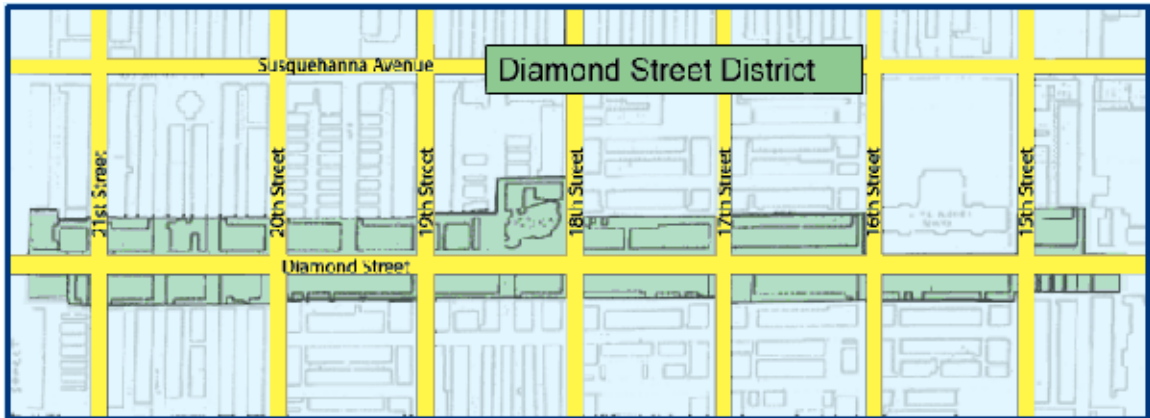 Susquehanna Avenue
Diamond Street District
21st Street
20th Street
19th Street
18th Street
17th Street
16th Street
15th Street
Diamond Street